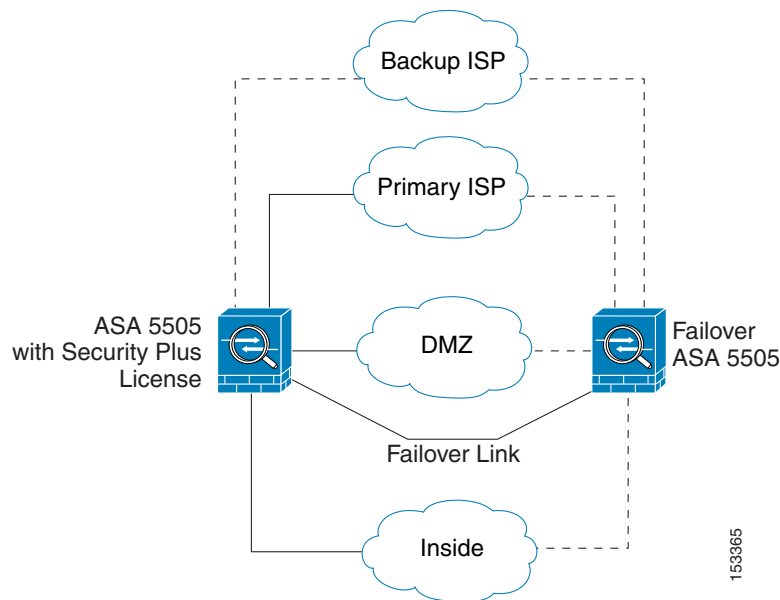 Backup ISP
Primary ISP
ASA 5505
with Security Plus
License
DMZ
Failover
ASA 5505
Failover Link
Inside
153365